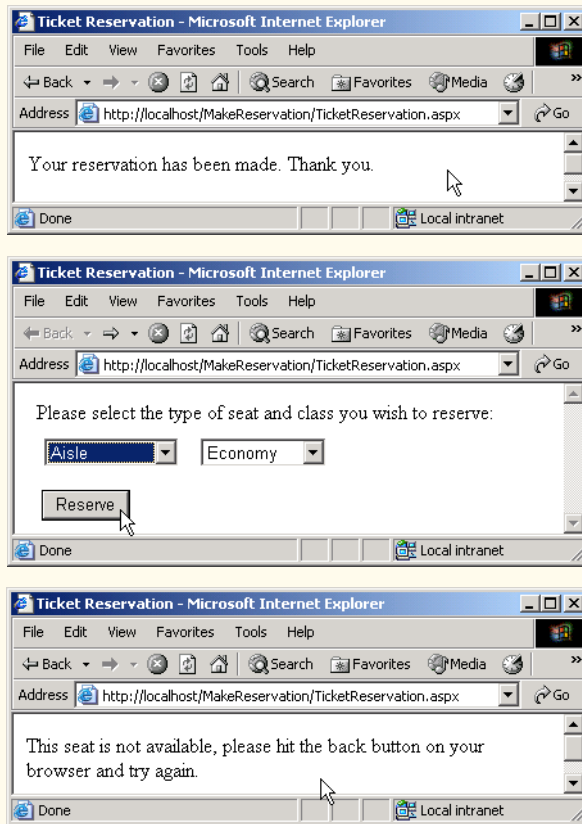 Ticket Reservation - Microsoft Internet Explorer
File Edit View Favorites Tools Help
Back Search Favorites Media »
Address http://localhost/MakeReservation/TicketReservation.aspx Go
Your reservation has been made. Thank you.
Done Local intranet
Ticket Reservation - Microsoft Internet Explorer
File Edit View Favorites Tools Help
Back Search Favorites Media »
Address http://localhost/MakeReservation/TicketReservation.aspx Go
Please select the type of seat and class you wish to reserve:
Aisle Economy
Reserve
Done Local intranet
Ticket Reservation - Microsoft Internet Explorer
File Edit View Favorites Tools Help
Back Search Favorites Media »
Address http://localhost/MakeReservation/TicketReservation.aspx Go
This seat is not available, please hit the back button on your
browser and try again.
Done Local intranet